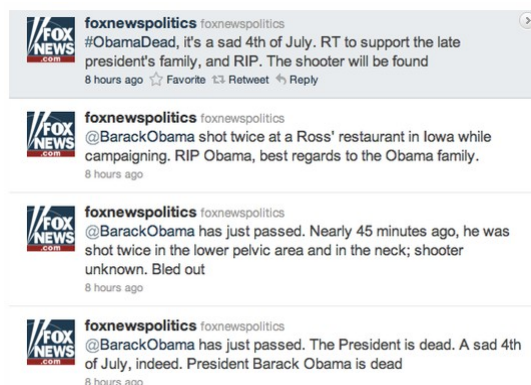 FOX
NEWS
.com
foxnewspolitics foxnewspolitics
#ObamaDead, it's a sad 4th of July. RT to support the late
president's family, and RIP. The shooter will be found
8 hours ago Favorite Retweet Reply
FOX
NEWS
.com
foxnewspolitics foxnewspolitics
@BarackObama shot twice at a Ross' restaurant in Iowa while
campaigning. RIP Obama, best regards to the Obama family.
8 hours ago
FOX
NEWS
.com
foxnewspolitics foxnewspolitics
@BarackObama has just passed. Nearly 45 minutes ago, he was
shot twice in the lower pelvic area and in the neck; shooter
unknown. Bled out
8 hours ago
FOX
NEWS
.com
foxnewspolitics foxnewspolitics
@BarackObama has just passed. The President is dead. A sad 4th
of July, indeed. President Barack Obama is dead
8 hours ago